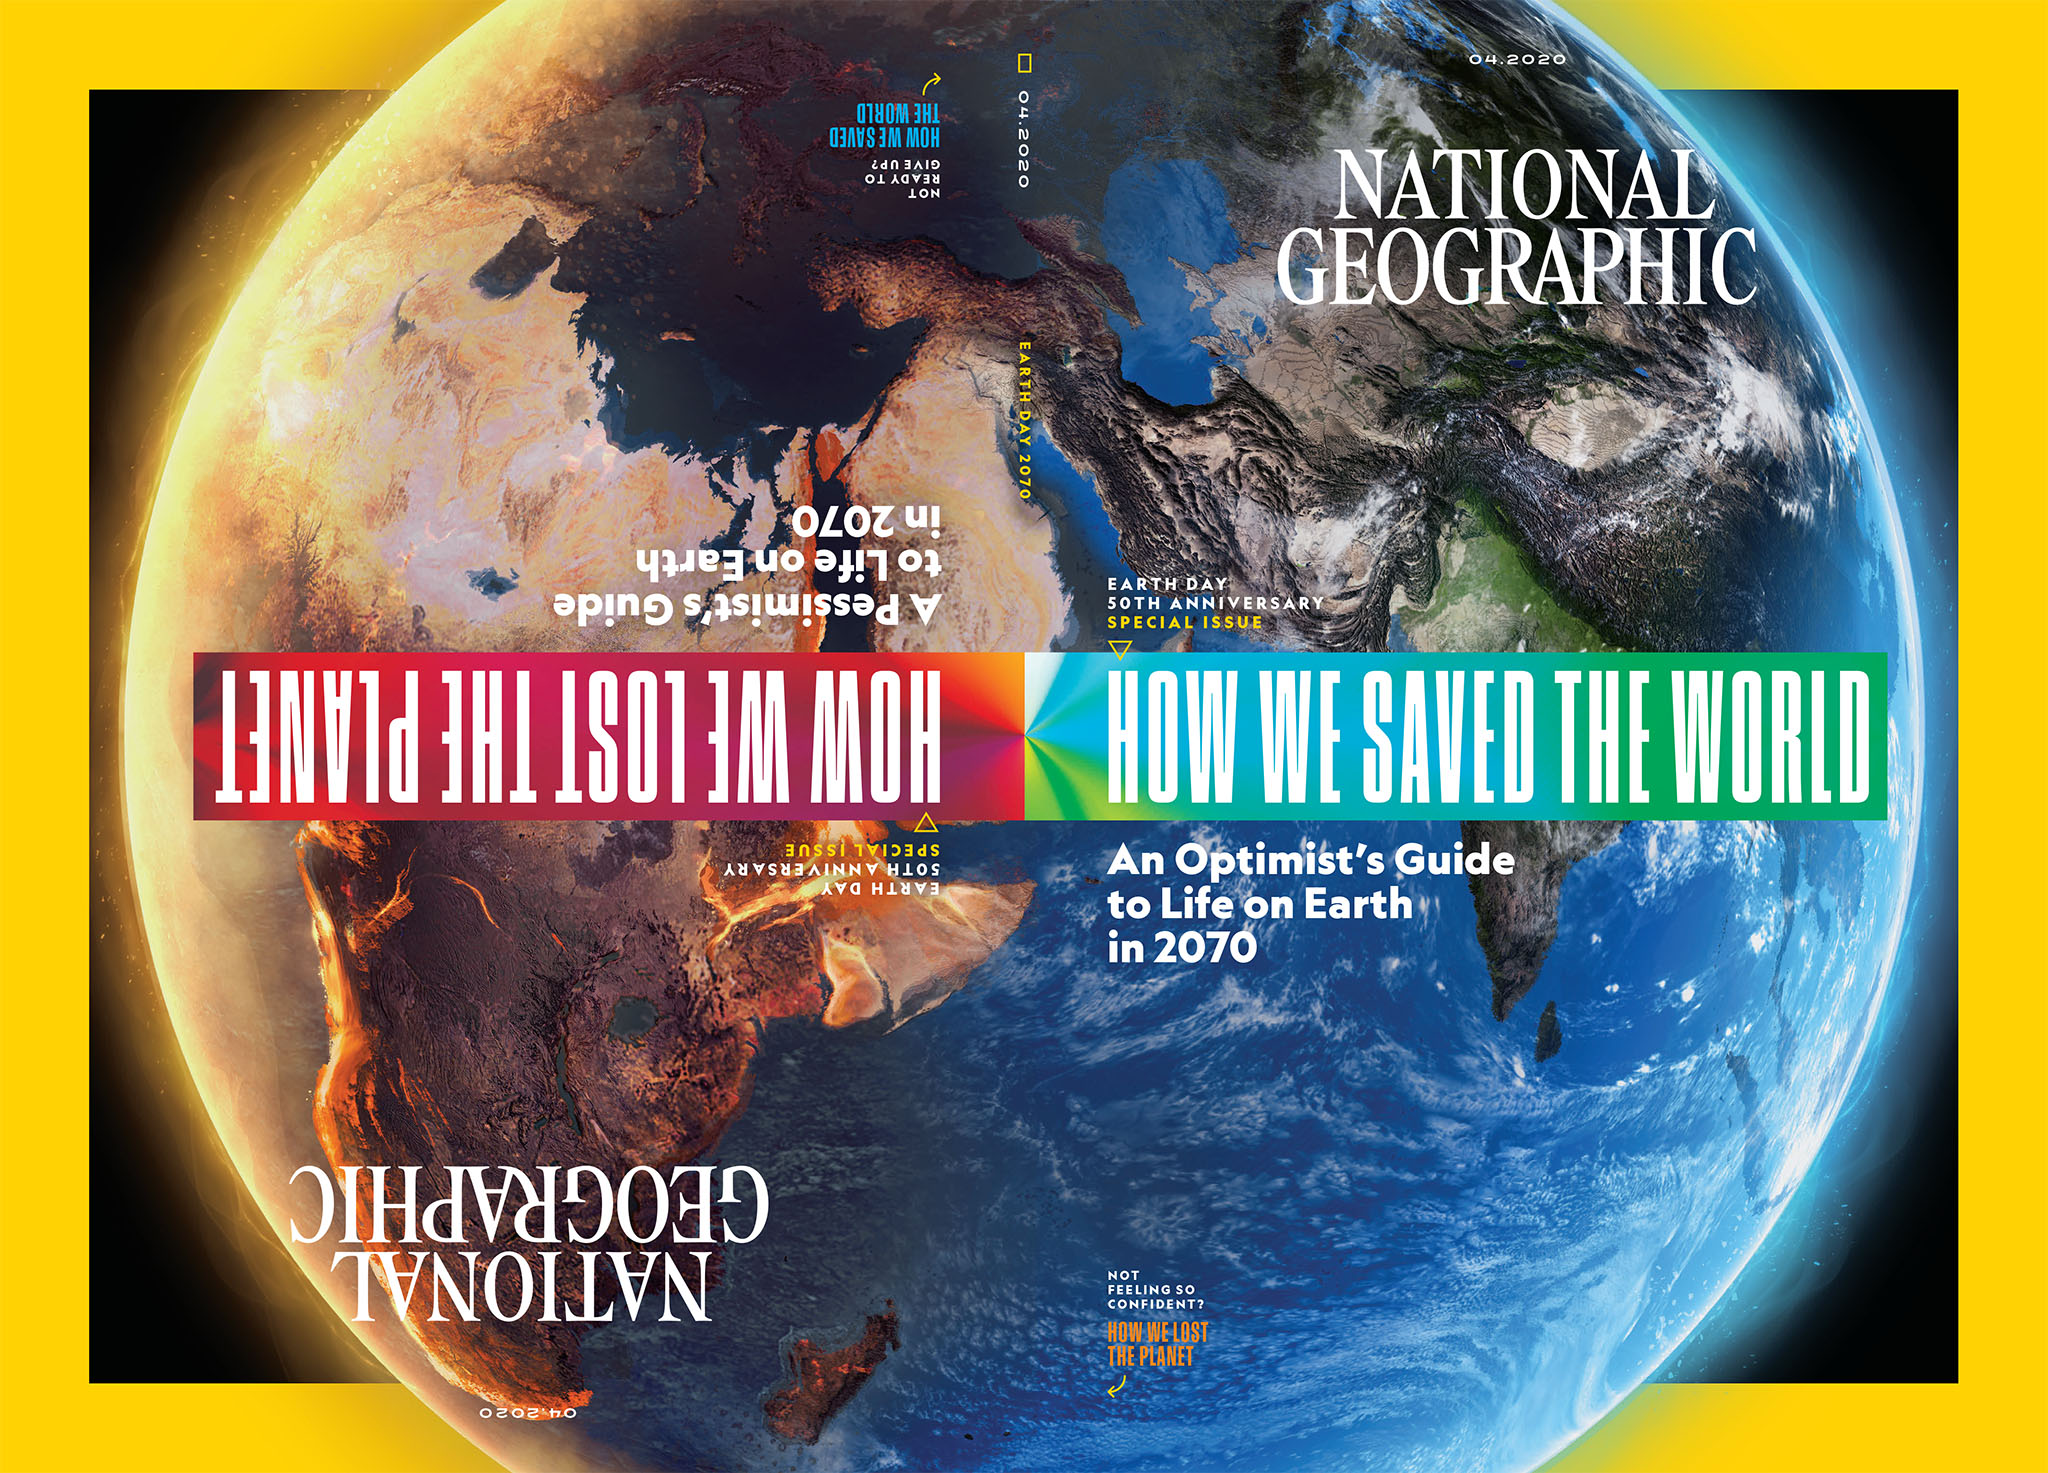 04.2020
NATIONAL
GEOGRAPHIC
EARTH DAY
50TH ANNIVERSARY
SPECIAL ISSUE
HOW WE SAVED THE WORLD
An Optimist's Guide
to Life on Earth
in 2070
NOT
FEELING SO
CONFIDENT?
HOW WE LOST
THE PLANET
04.2020
EARTH DAY 2070
04.2020
NATIONAL
GEOGRAPHIC
EARTH DAY
50TH ANNIVERSARY
SPECIAL ISSUE
HOW WE LOST THE PLANET
A Pessimist's Guide
to Life on Earth
in 2070
NOT
READY TO
GIVE UP?
HOW WE SAVED
THE WORLD